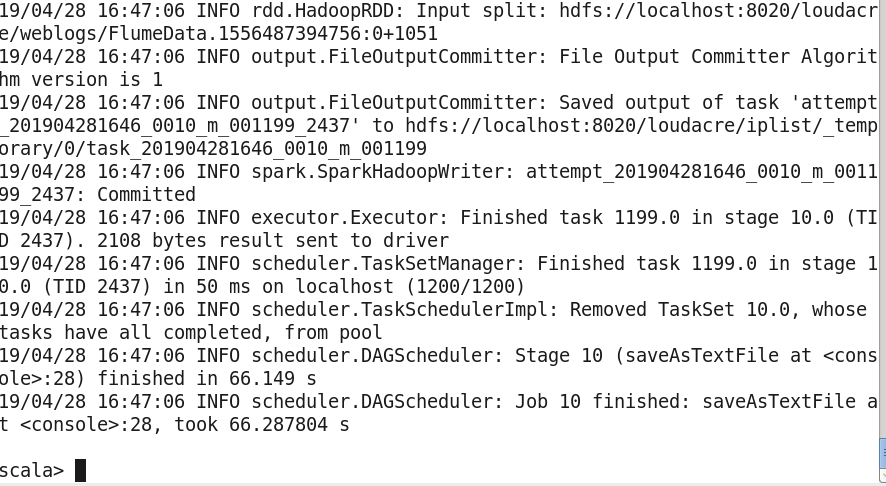 19/04/28 16:47:06 INFO rdd.HadoopRDD: Input split: hdfs://localhost:8020/loudacr
e/weblogs/FlumeData.1556487394756:0+1051
19/04/28 16:47:06 INFO output.FileOutputCommitter: File Output Committer Algorit
hm version is 1
19/04/28 16:47:06 INFO output.FileOutputCommitter: Saved output of task 'attempt
_201904281646_0010_m_001199_2437' to hdfs://localhost:8020/loudacre/iplist/_temp
orary/0/task_201904281646_0010_m_001199
19/04/28 16:47:06 INFO spark.SparkHadoopWriter: attempt_201904281646_0010_m_0011
99_2437: Committed
19/04/28 16:47:06 INFO executor.Executor: Finished task 1199.0 in stage 10.0 (TI
D 2437). 2108 bytes result sent to driver
19/04/28 16:47:06 INFO scheduler.TaskSetManager: Finished task 1199.0 in stage 1
0.0 (TID 2437) in 50 ms on localhost (1200/1200)
19/04/28 16:47:06 INFO scheduler.TaskSchedulerImpl: Removed TaskSet 10.0, whose
tasks have all completed, from pool
19/04/28 16:47:06 INFO scheduler.DAGScheduler: Stage 10 (saveAsTextFile at <cons
ole>:28) finished in 66.149 s
19/04/28 16:47:06 INFO scheduler.DAGScheduler: Job 10 finished: saveAsTextFile a
t <console>:28, took 66.287804 s
scala>